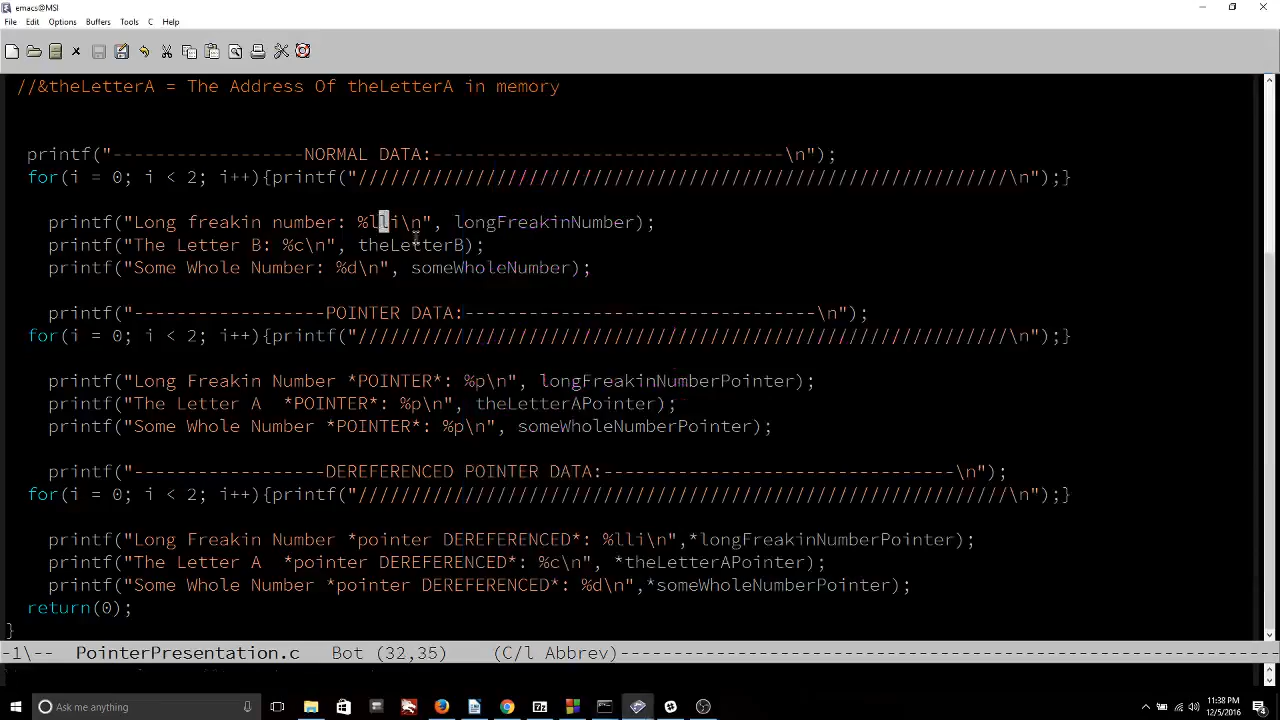 emacs@MSI
File Edit Options Buffers Tools C Help
//&theLetterA = The Address Of theLetterA in memory
printf("------------------NORMAL DATA:---------------------------------\n");
for(i = 0; i < 2; i++){printf("/////////////////////////////////////////////////////////////\n");}
printf("Long freakin number: %lli\n", longFreakinNumber);
printf("The Letter B: %c\n", theLetterB);
printf("Some Whole Number: %d\n", someWholeNumber);
printf("------------------POINTER DATA:---------------------------------\n");
for(i = 0; i < 2; i++){printf("/////////////////////////////////////////////////////////////\n");}
printf("Long Freakin Number *POINTER*: %p\n", longFreakinNumberPointer);
printf("The Letter A  *POINTER*: %p\n", theLetterAPointer);
printf("Some Whole Number *POINTER*: %p\n", someWholeNumberPointer);
printf("------------------DEREFERENCED POINTER DATA:---------------------------------\n");
for(i = 0; i < 2; i++){printf("/////////////////////////////////////////////////////////////\n");}
printf("Long Freakin Number *pointer DEREFERENCED*: %lli\n",*longFreakinNumberPointer);
printf("The Letter A  *pointer DEREFERENCED*: %c\n", *theLetterAPointer);
printf("Some Whole Number *pointer DEREFERENCED*: %d\n",*someWholeNumberPointer);
return(0);
}
-1\-- PointerPresentation.c Bot (32,35) (C/l Abbrev)------------------------------------------------------------
Ask me anything
11:38 PM
12/5/2016